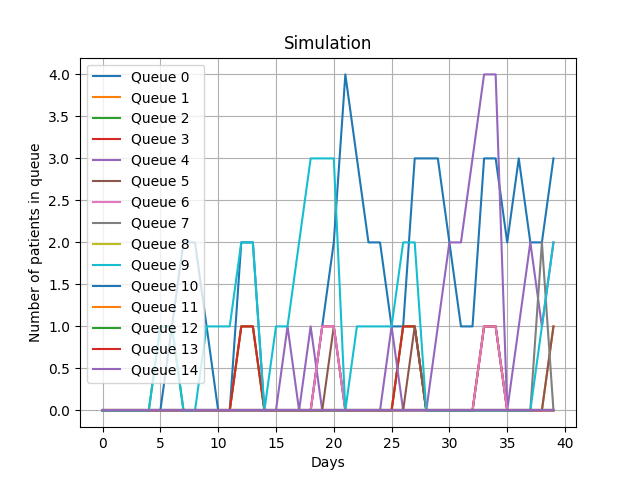 Simulation
Number of patients in queue
4.0
3.5
3.0
2.5
2.0
1.5
1.0
0.5
0.0
Queue 0
Queue 1
Queue 2
Queue 3
Queue 4
Queue 5
Queue 6
Queue 7
Queue 8
Queue 9
Queue 10
Queue 11
Queue 12
Queue 13
Queue 14
0 5 10 15 20 25 30 35 40
Days